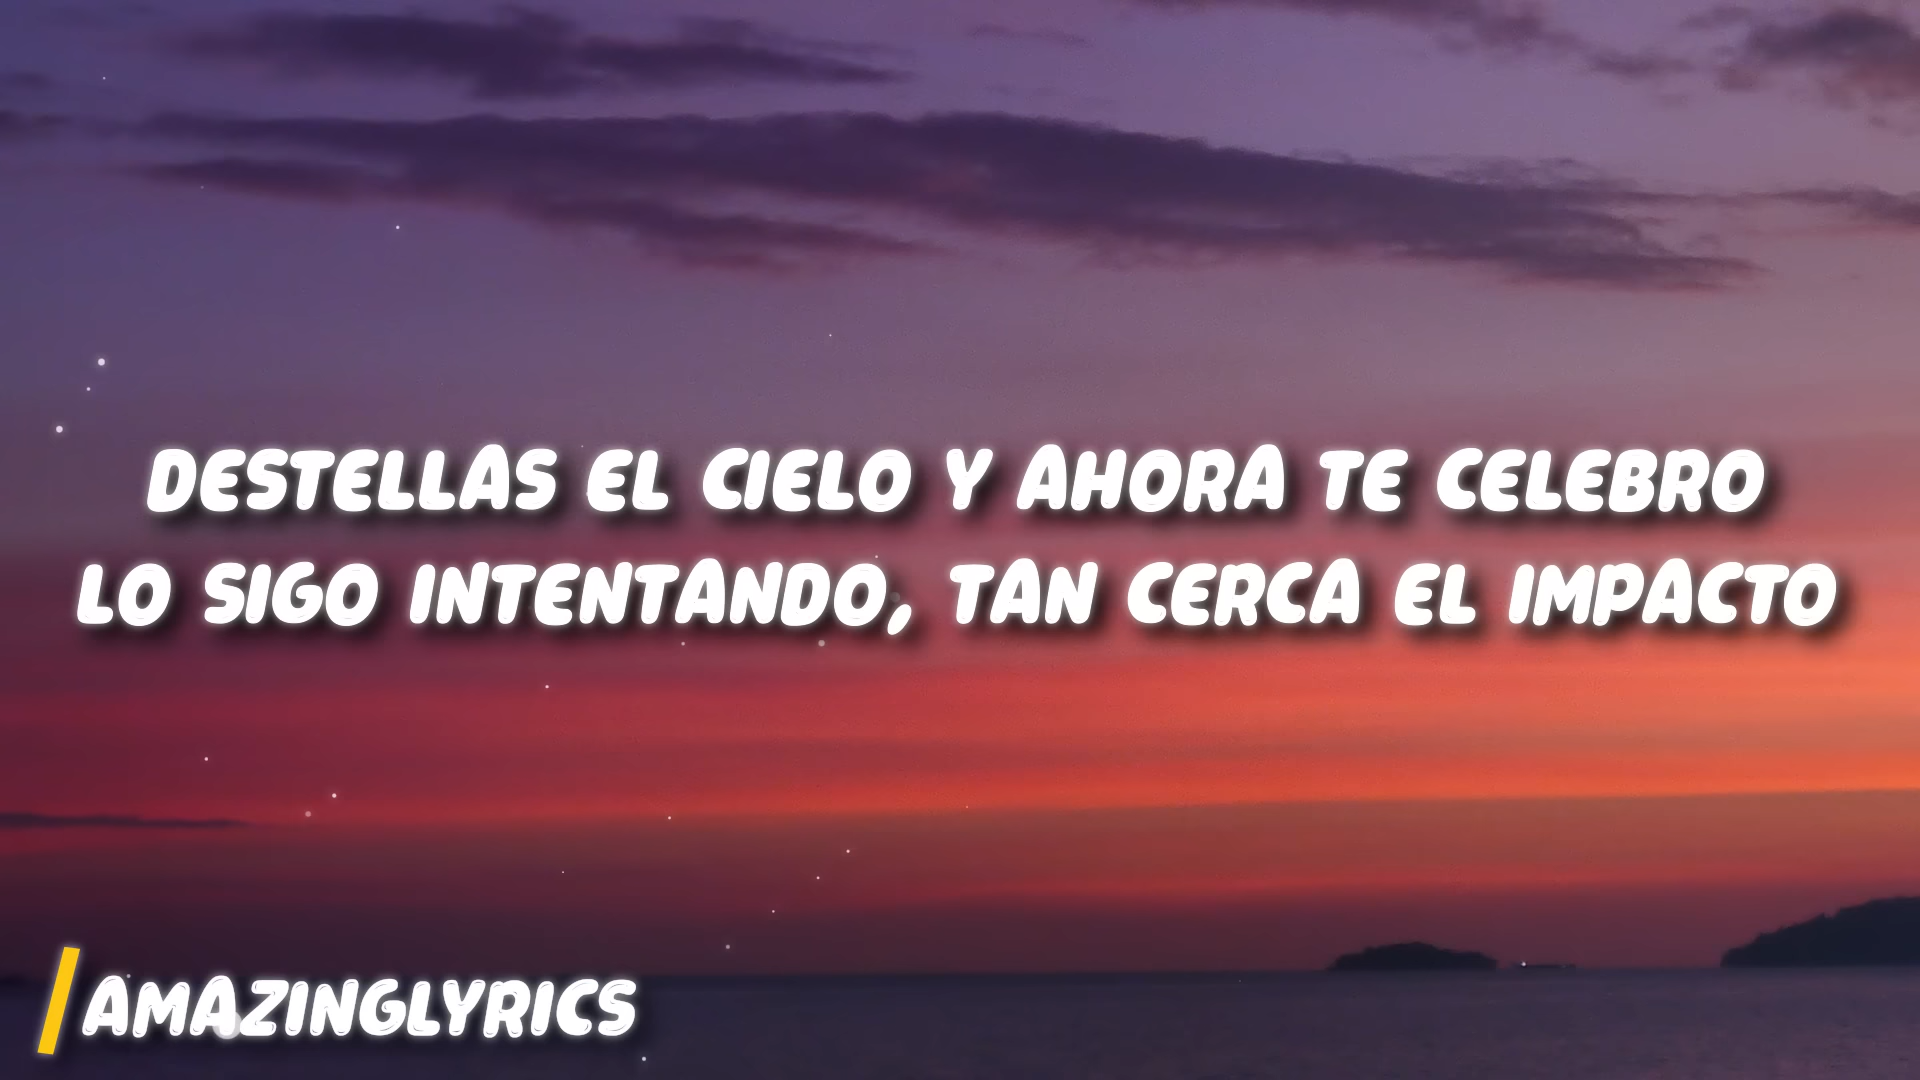 DESTELLAS EL CIELO Y AHORA TE CELEBRO
LO SIGO INTENTANDO, TAN CERCA EL IMPACTO
AMAZINGLYRICS